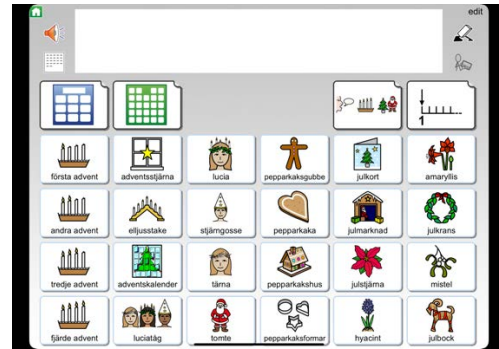 edit
1
första advent
adventsstjärna
lucia
pepparkaksgubbe
julkort
amaryllis
andra advent
elljusstake
stjärngosse
pepparkaka
julmarknad
julkrans
tredje advent
adventskalender
tärna
pepparkakshus
julstjärna
mistel
fjärde advent
luciatåg
tomte
pepparkaksformar
hyacint
julbock